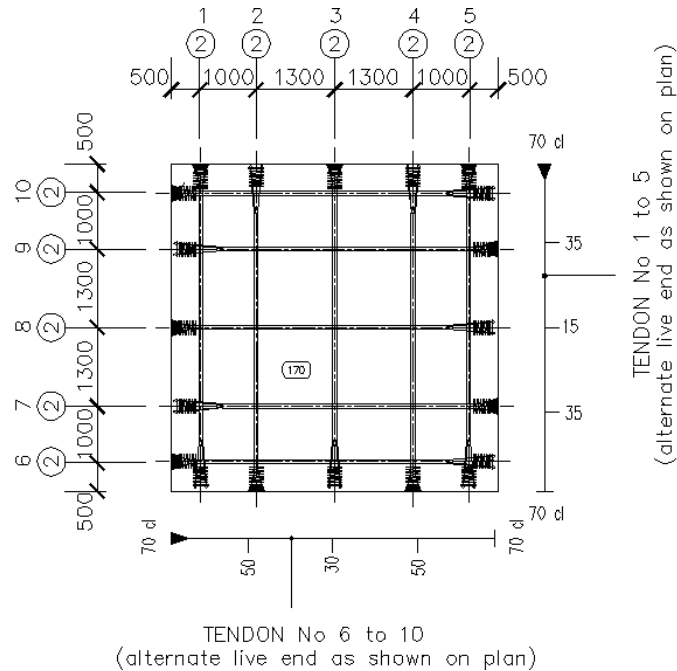 1 2 3 4 5
2 2 2 2 2
500 1000 1300 1300 1000 500
500
10 2
1000
9 2
1300
8 2
1300
7 2
1000
6 2
500
170
70 cl
35
15
35
70 cl
TENDON No 1 to 5
(alternate live end as shown on plan)
70 cl
50
30
50
70 cl
TENDON No 6 to 10
(alternate live end as shown on plan)